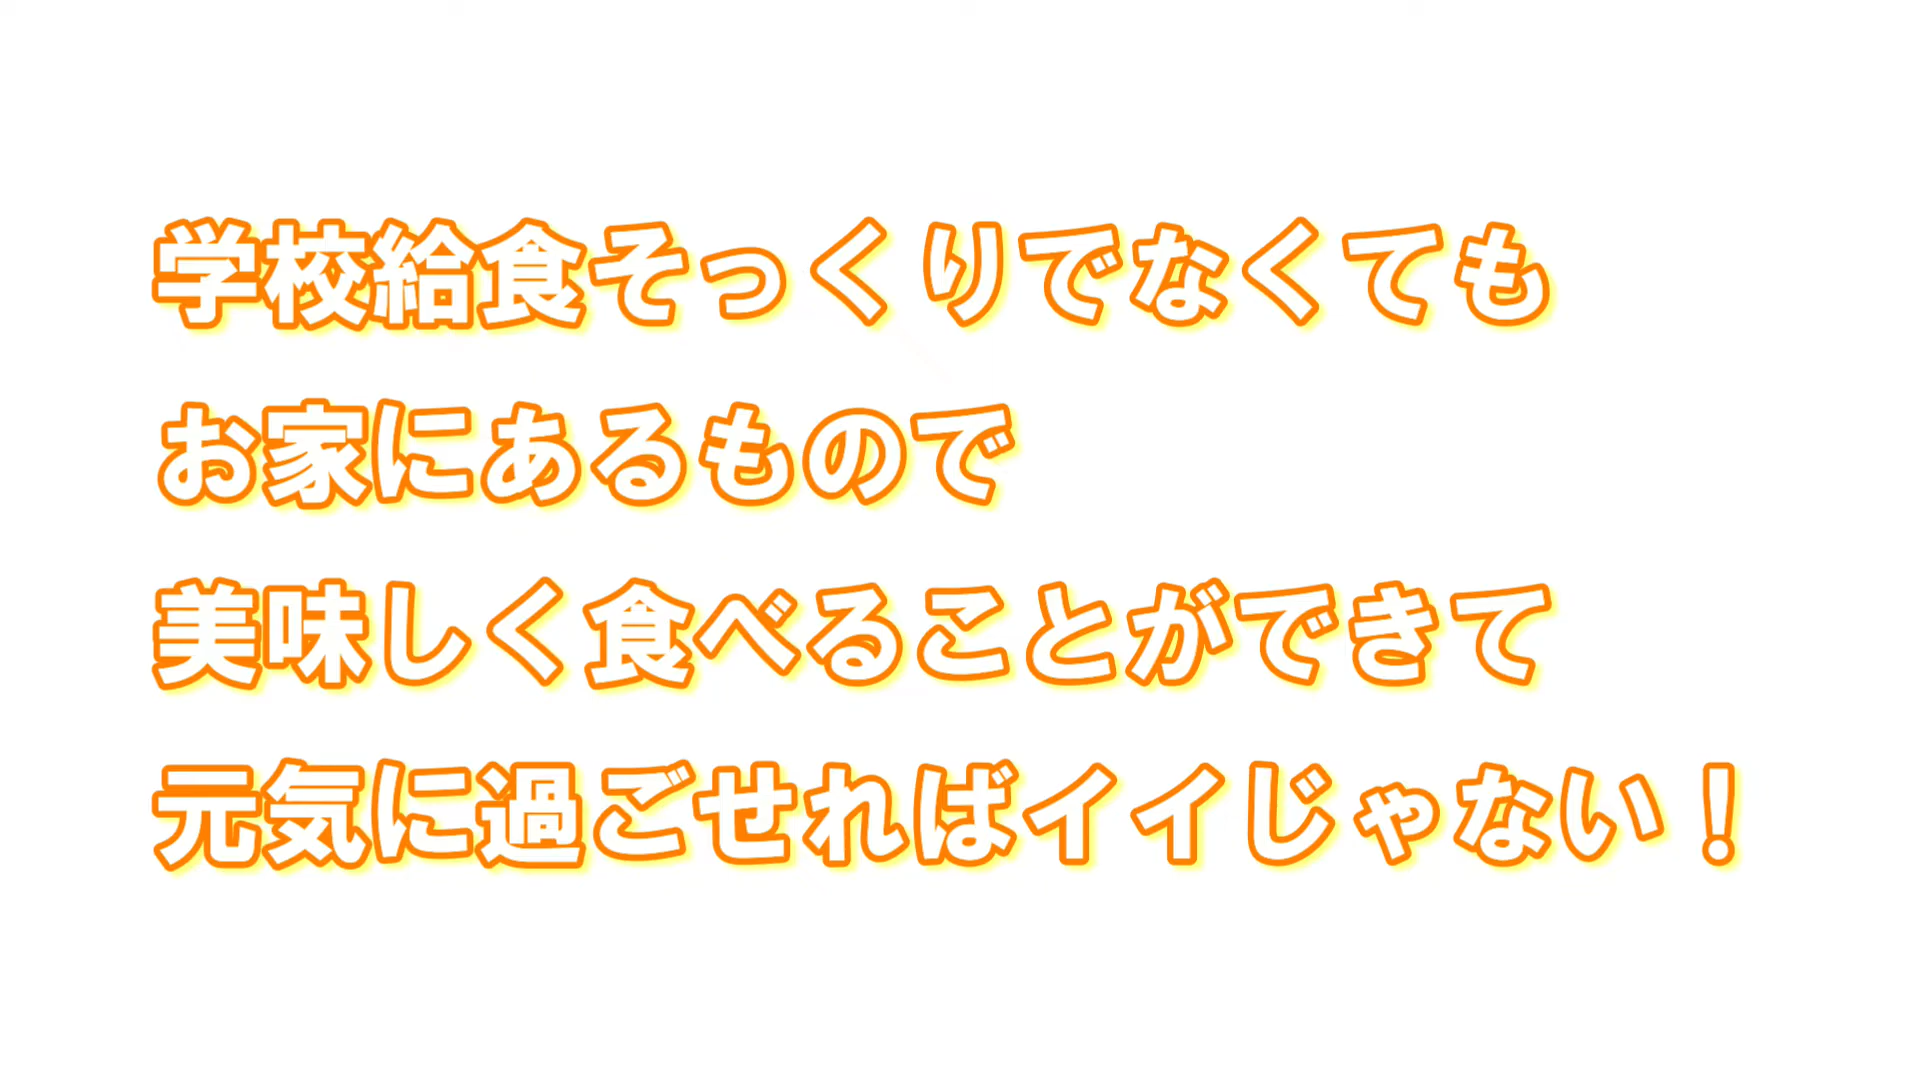 学校給食そっくりでなくても
お家にあるもので
美味しく食べることができて
元気に過ごせればイイじゃない！